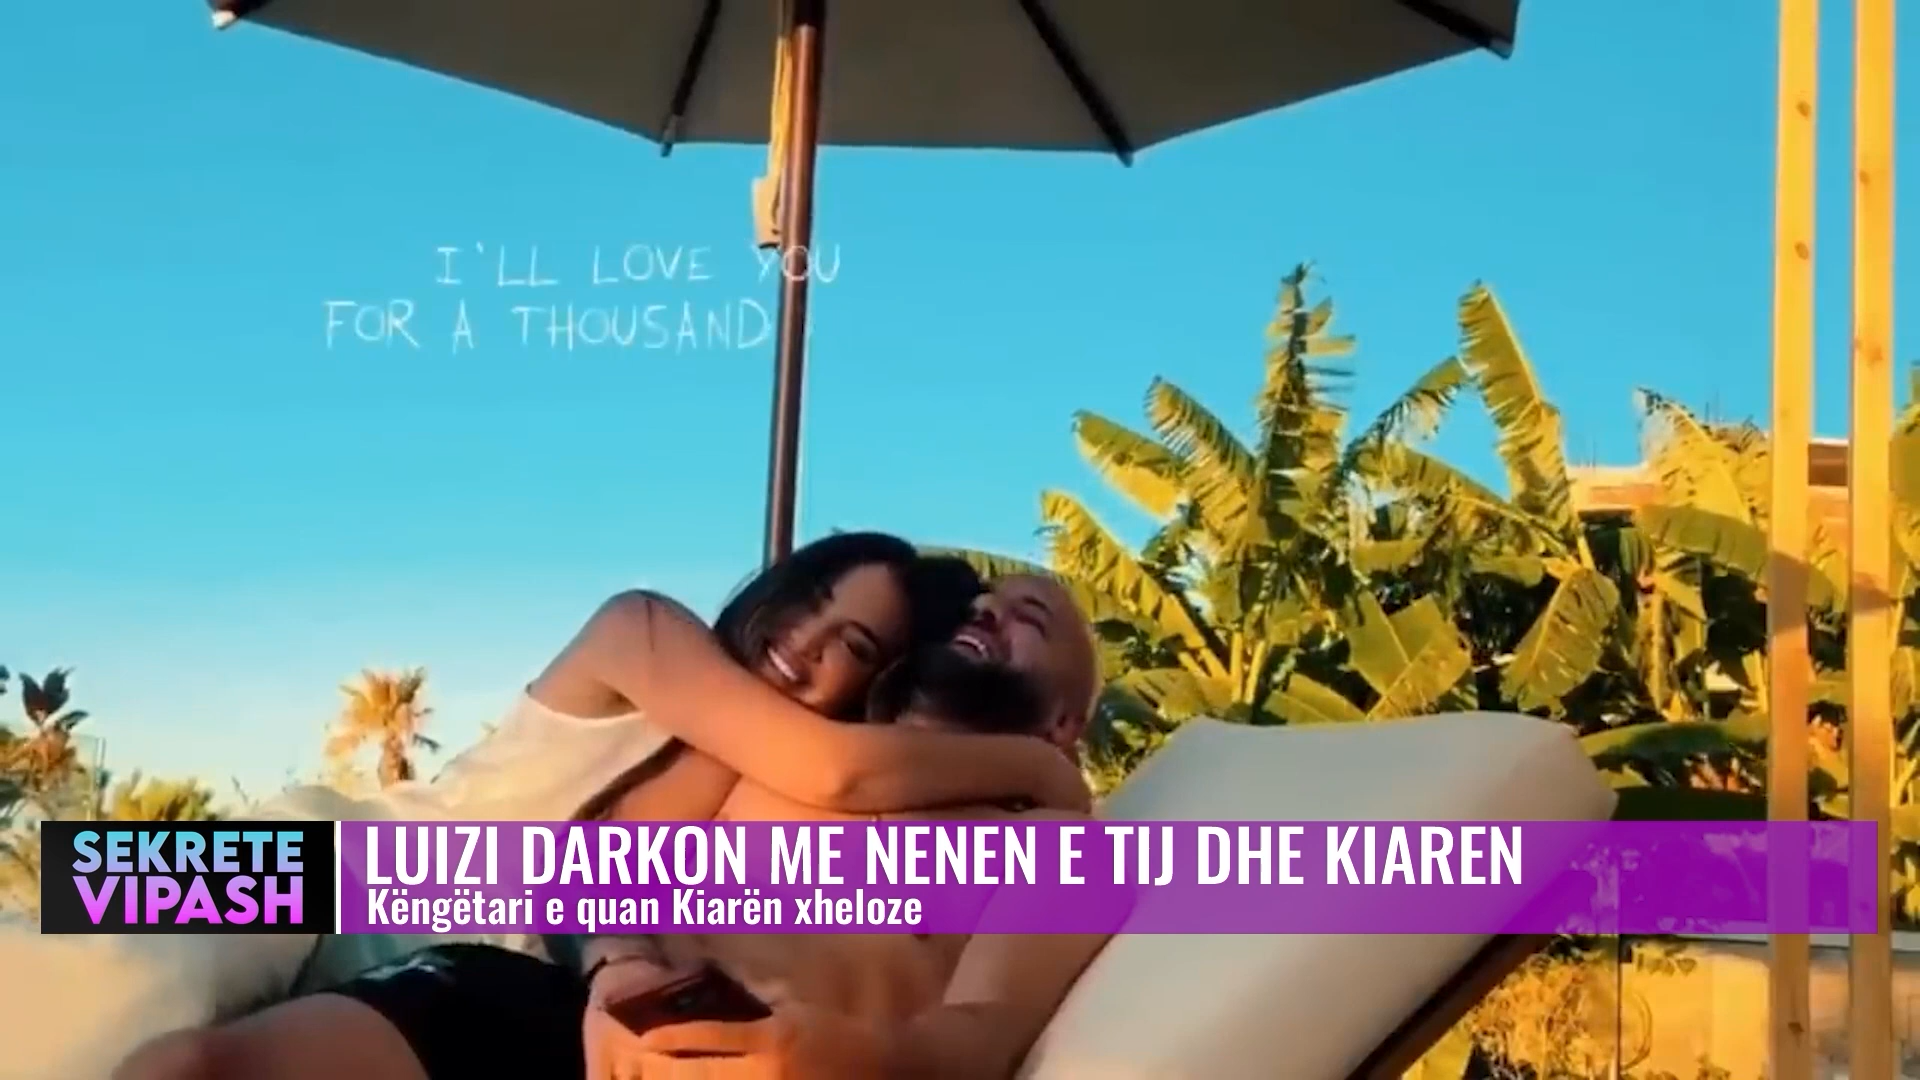 I'LL LOVE YOU
FOR A THOUSAND
SEKRETE
VIPASH
LUIZI DARKON ME NENEN E TIJ DHE KIAREN
Këngëtari e quan Kiarën xheloze